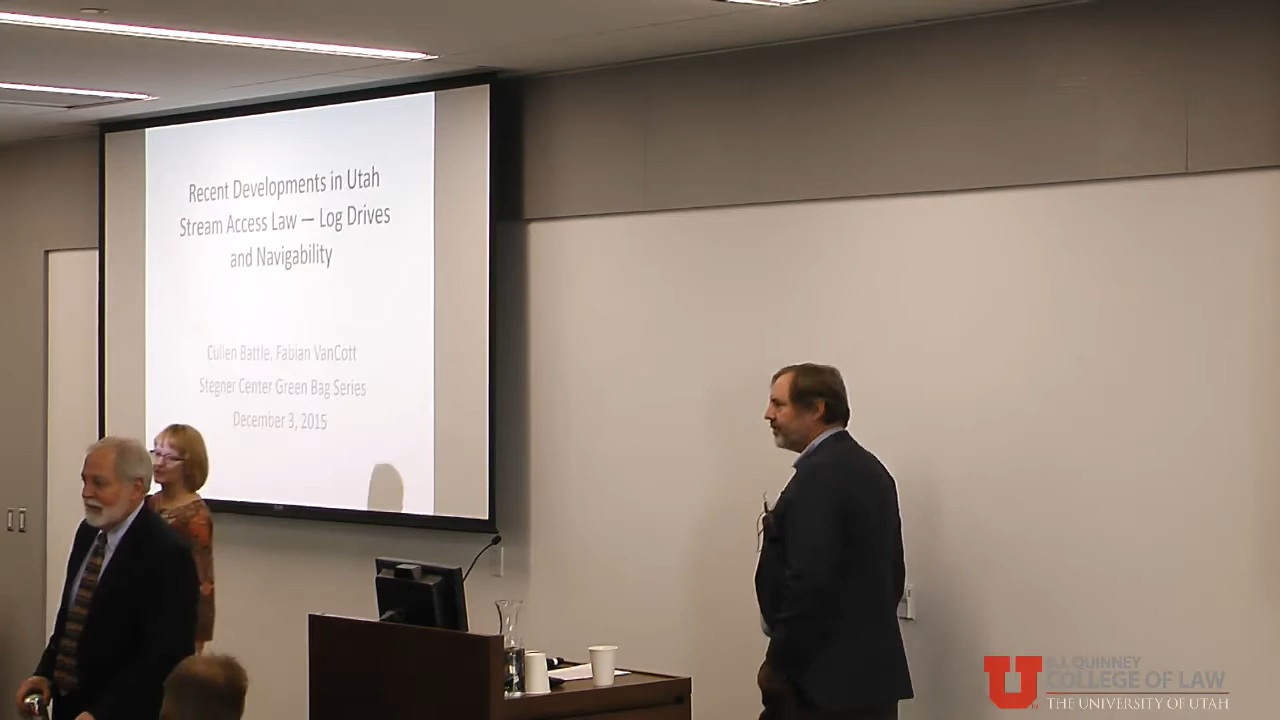 Recent Developments in Utah
Stream Access Law — Log Drives
and Navigability
Cullen Battle, Fabian VanCott
Stegner Center Green Bag Series
December 3, 2015
S.J. QUINNEY
COLLEGE OF LAW
THE UNIVERSITY OF UTAH